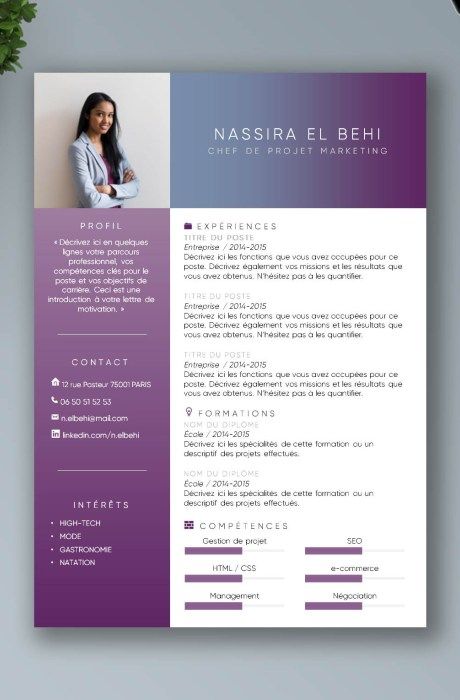 NASSIRA EL BEHI
CHEF DE PROJET MARKETING
PROFIL
« Décrivez ici en quelques
lignes votre parcours
professionnel, vos
compétences clés pour le
poste et vos objectifs de
carrière. Ceci est une
introduction à votre lettre de
motivation. »
CONTACT
12 rue Posteur 75001 PARIS
06 50 51 52 53
n.elbehi@mail.com
linkedin.com/n.elbehi
INTÉRÊTS
• HIGH-TECH
• MODE
• GASTRONOMIE
• NATATION
EXPÉRIENCES
TITRE DU POSTE
Entreprise / 2014-2015
Décrivez ici les fonctions que vous avez occupées pour ce
poste. Décrivez également vos missions et les résultats que
vous avez obtenus. N'hésitez pas à les quantifier.
TITRE DU POSTE
Entreprise / 2014-2015
Décrivez ici les fonctions que vous avez occupées pour ce
poste. Décrivez également vos missions et les résultats que
vous avez obtenus. N'hésitez pas à les quantifier.
TITRE DU POSTE
Entreprise / 2014-2015
Décrivez ici les fonctions que vous avez occupées pour ce
poste. Décrivez également vos missions et les résultats que
vous avez obtenus. N'hésitez pas à les quantifier.
FORMATIONS
NOM DU DIPLÔME
École / 2014-2015
Décrivez ici les spécialités de cette formation ou un
descriptif des projets effectués.
NOM DU DIPLÔME
École / 2014-2015
Décrivez ici les spécialités de cette formation ou un
descriptif des projets effectués.
COMPÉTENCES
Gestion de projet
SEO
HTML / CSS
e-commerce
Management
Négociation